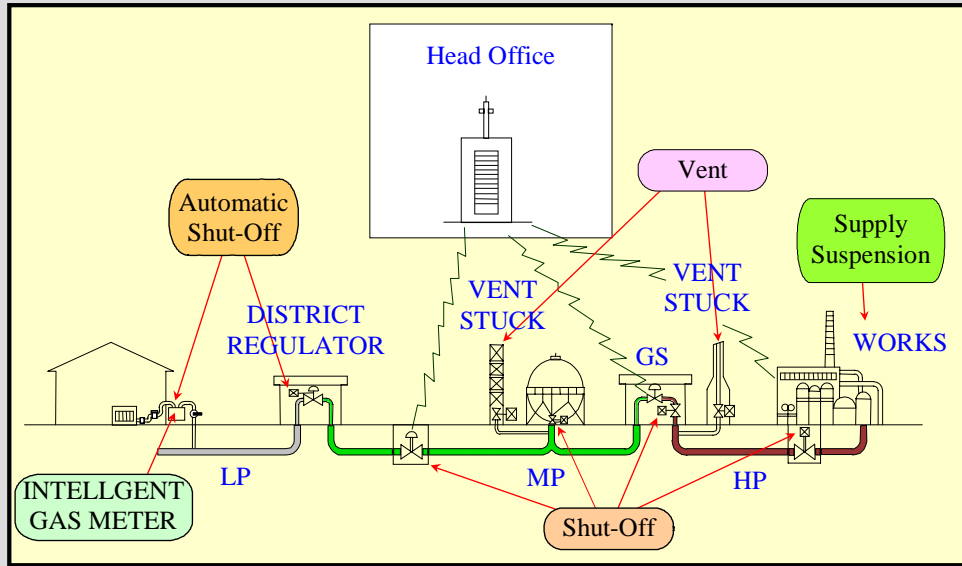 Head Office
Vent
Automatic
Shut-Off
Supply
Suspension
VENT
STUCK
VENT
STUCK
DISTRICT
REGULATOR
GS
WORKS
LP
MP
HP
INTELLGENT
GAS METER
Shut-Off